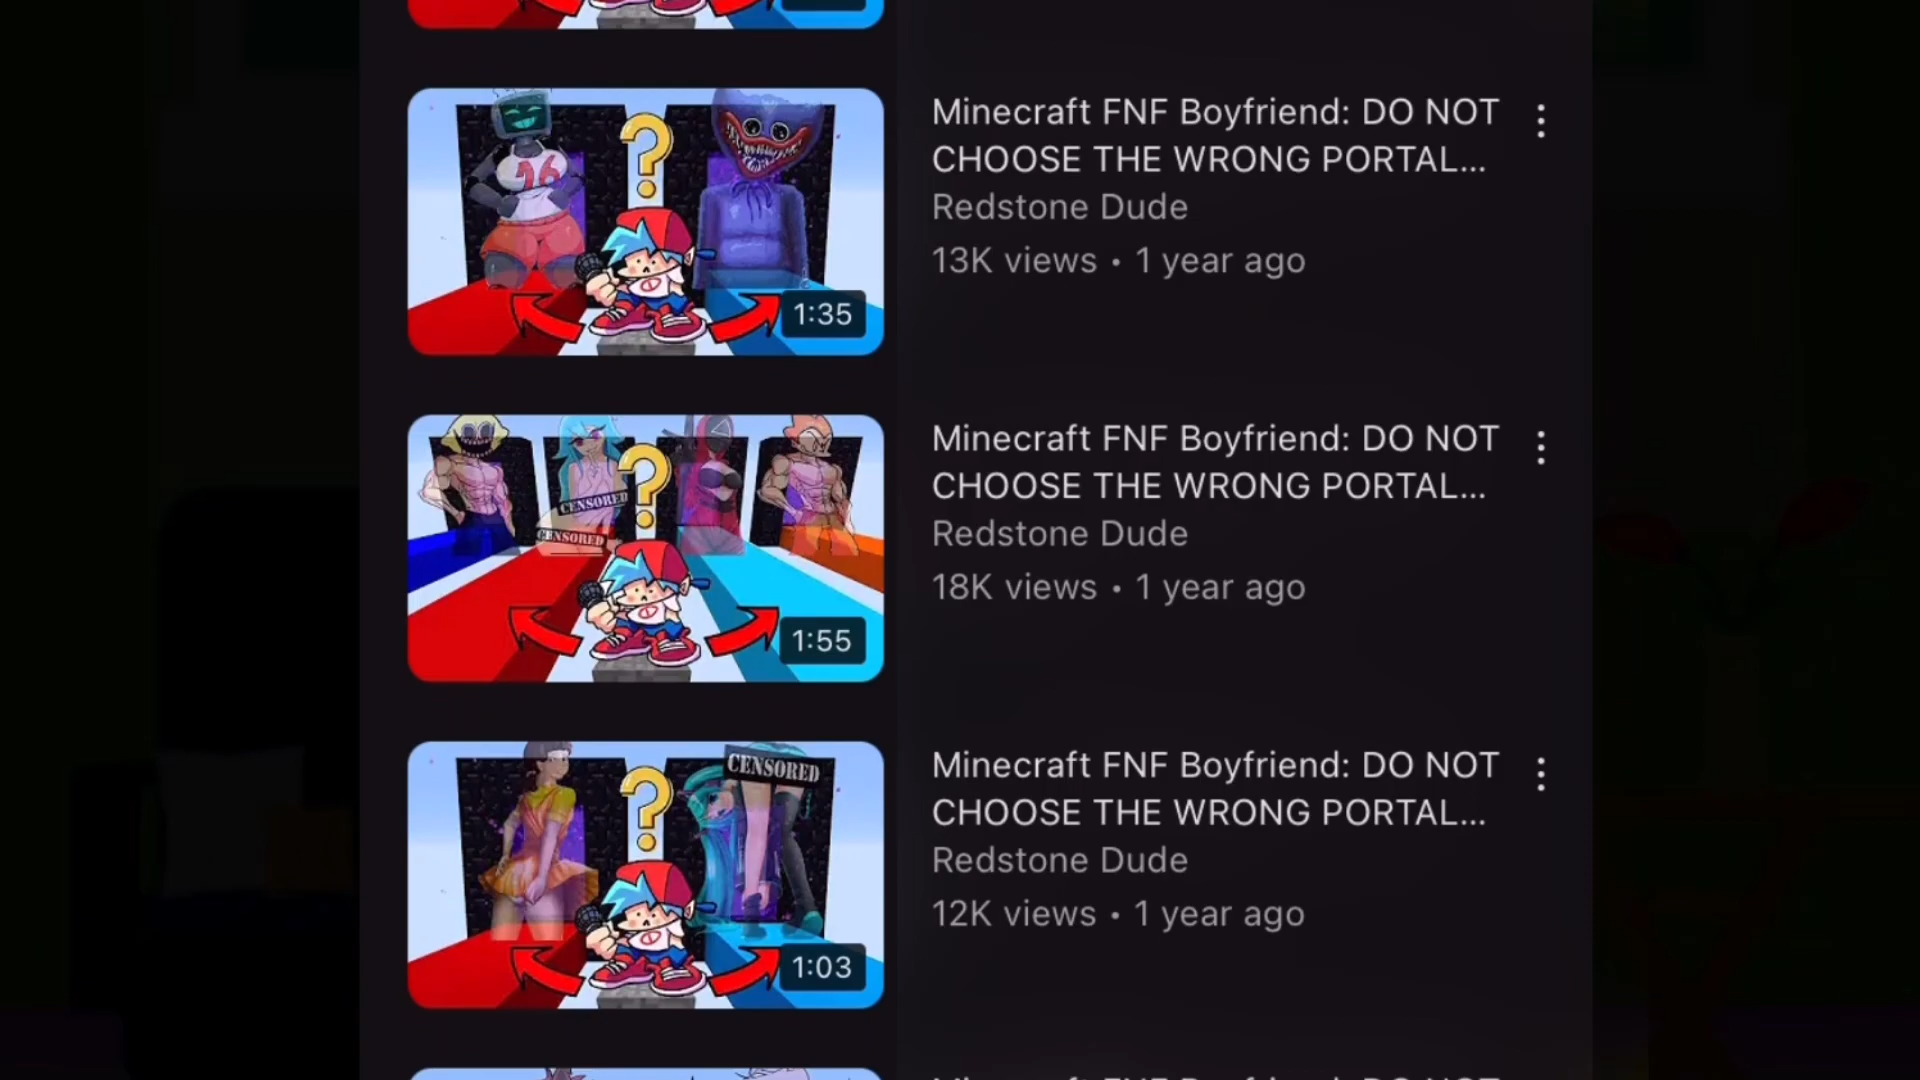 Minecraft FNF Boyfriend: DO NOT
CHOOSE THE WRONG PORTAL...
Redstone Dude
13K views • 1 year ago
16
?
1:35
Minecraft FNF Boyfriend: DO NOT
CHOOSE THE WRONG PORTAL...
Redstone Dude
18K views • 1 year ago
CENSORED
CENSORED
?
1:55
Minecraft FNF Boyfriend: DO NOT
CHOOSE THE WRONG PORTAL...
Redstone Dude
12K views • 1 year ago
CENSORED
?
1:03